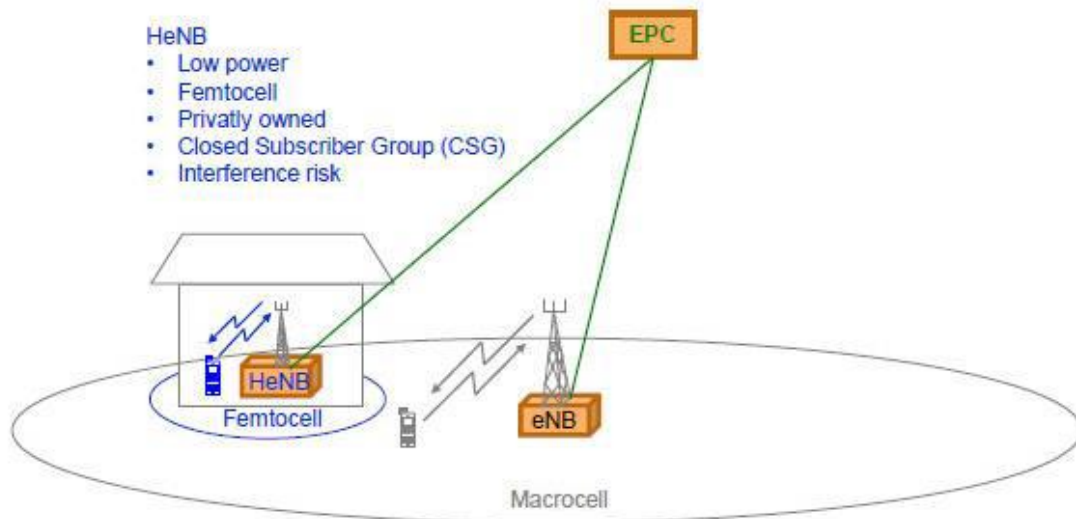 HeNB
• Low power
• Femtocell
• Privatly owned
• Closed Subscriber Group (CSG)
• Interference risk
EPC
HeNB
Femtocell
eNB
Macrocell